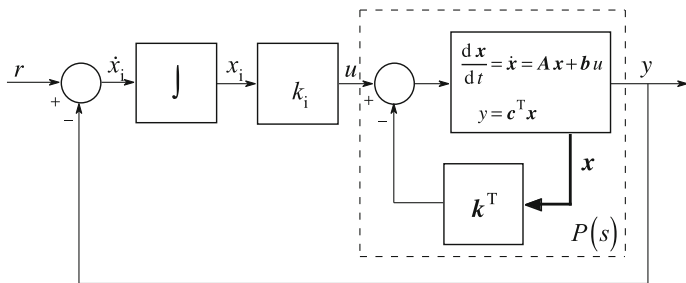 r
+
−
ẋᵢ
∫
xᵢ
kᵢ
u
+
−
d𝒙/dt = 𝒙̇ = 𝑨𝒙 + 𝒃u
y = 𝒄ᵀ𝒙
y
𝒙
𝒌ᵀ
P(s)